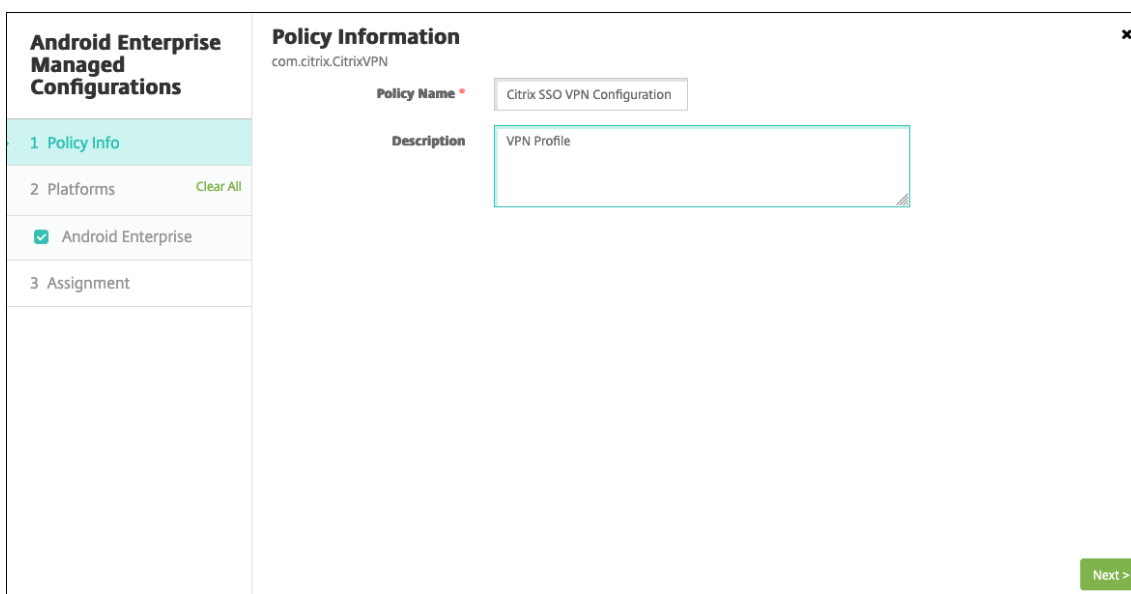 Android Enterprise
Managed
Configurations
1 Policy Info
2 Platforms
Clear All
Android Enterprise
3 Assignment
Policy Information
com.citrix.CitrixVPN
Policy Name *
Citrix SSO VPN Configuration
Description
VPN Profile
Next >